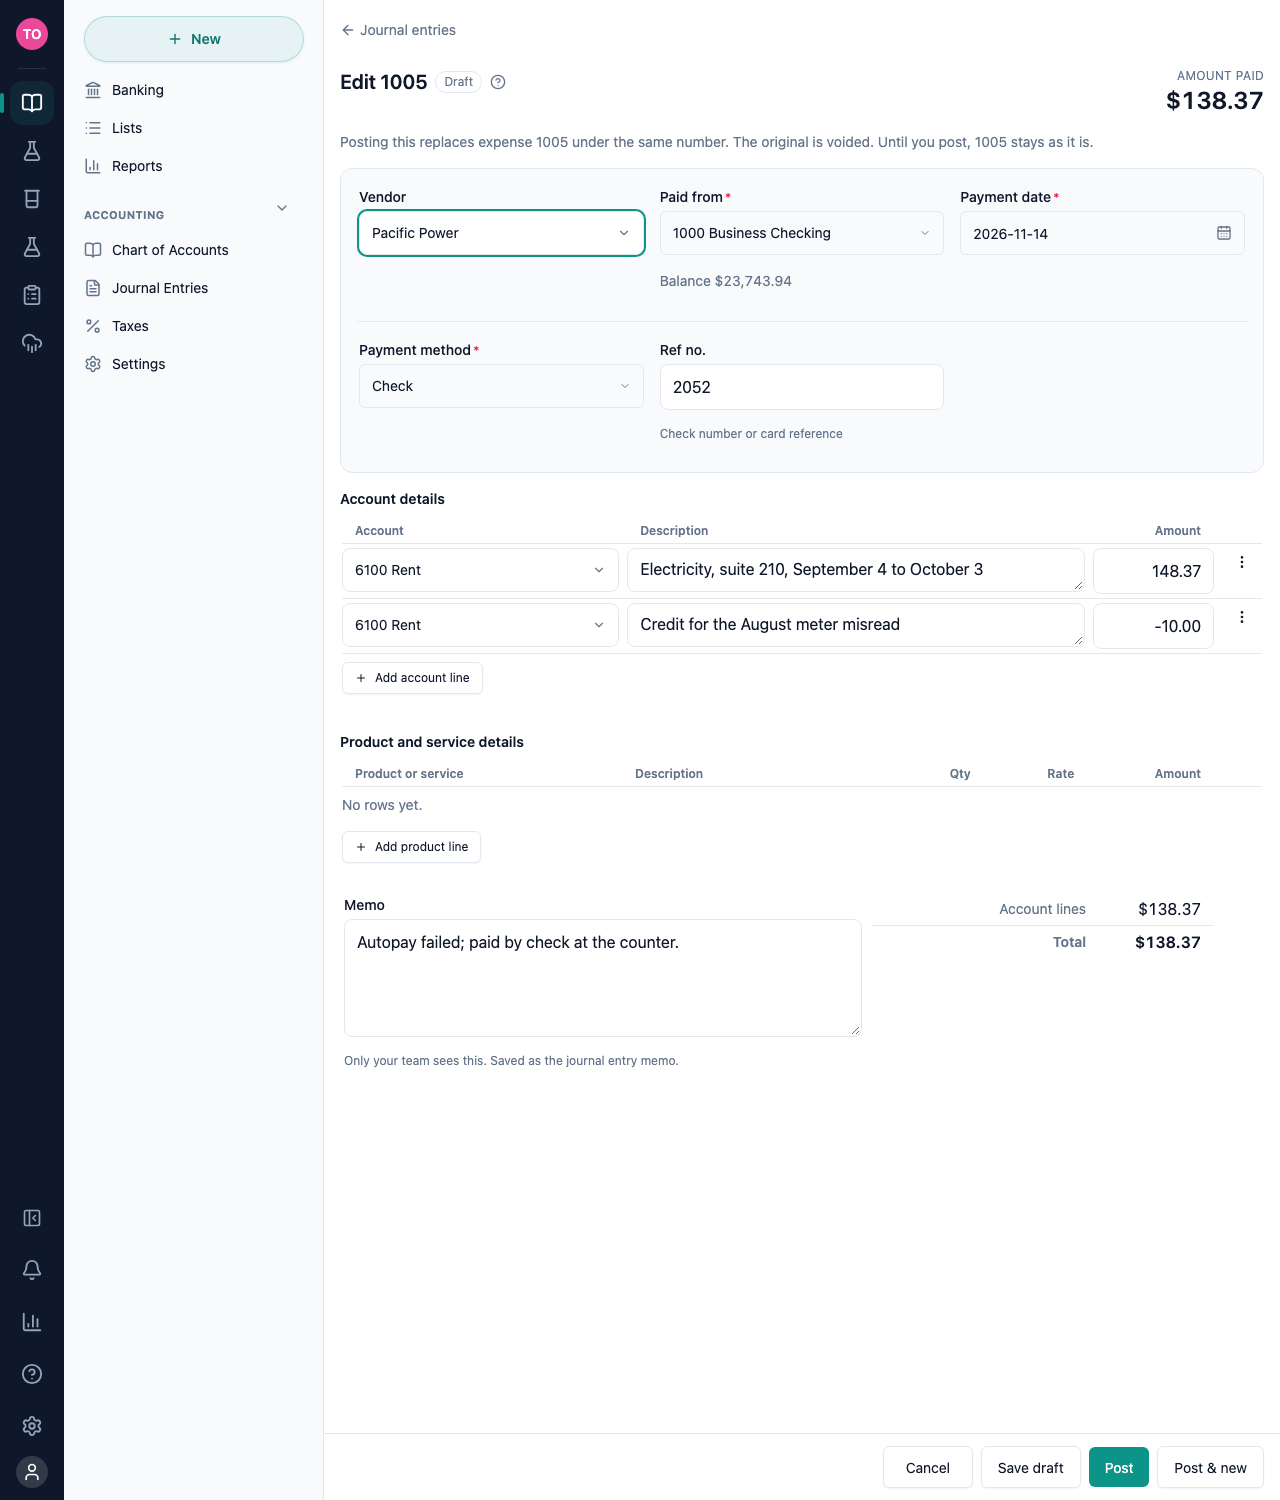 TO
New
Banking
Lists
Reports
ACCOUNTING
Chart of Accounts
Journal Entries
Taxes
Settings
Journal entries
Edit 1005 Draft
AMOUNT PAID
$138.37
Posting this replaces expense 1005 under the same number. The original is voided. Until you post, 1005 stays as it is.
Vendor Paid from* Payment date*
Pacific Power 1000 Business Checking 2026-11-14
Balance $23,743.94
Payment method* Ref no.
Check 2052
Check number or card reference
Account details
Account Description Amount
6100 Rent Electricity, suite 210, September 4 to October 3 148.37
6100 Rent Credit for the August meter misread -10.00
Add account line
Product and service details
Product or service Description Qty Rate Amount
No rows yet.
Add product line
Memo
Autopay failed; paid by check at the counter.
Account lines $138.37
Total $138.37
Only your team sees this. Saved as the journal entry memo.
Cancel Save draft Post Post & new